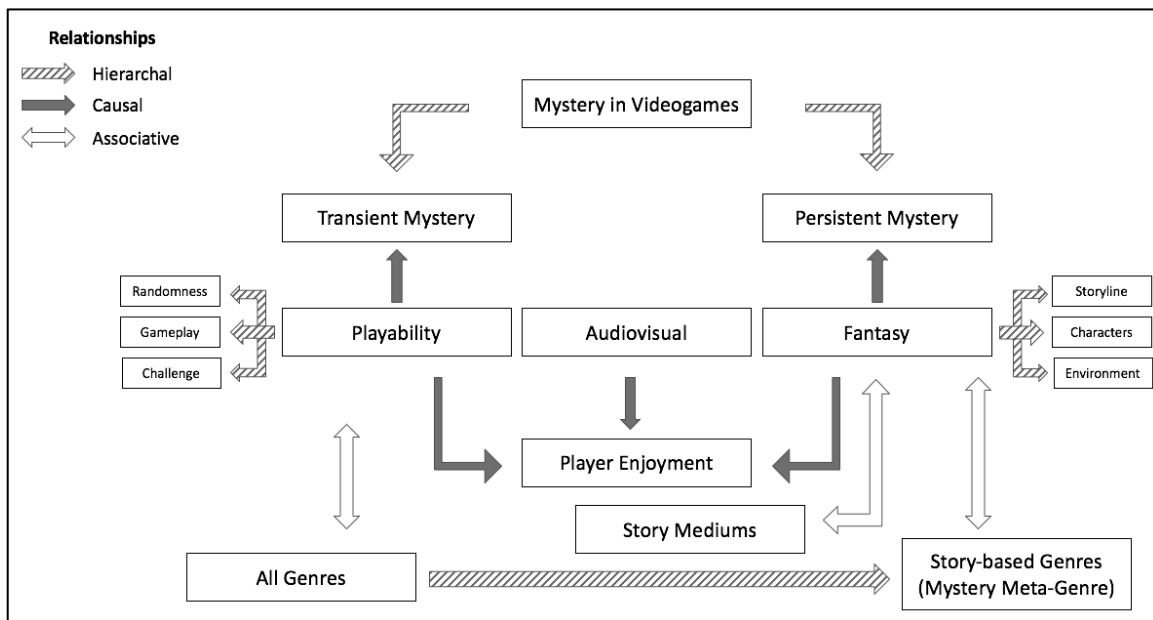 Relationships
Hierarchal
Causal
Associative
Mystery in Videogames
Transient Mystery
Persistent Mystery
Randomness
Gameplay
Challenge
Playability
Audiovisual
Fantasy
Storyline
Characters
Environment
Player Enjoyment
Story Mediums
All Genres
Story-based Genres
(Mystery Meta-Genre)